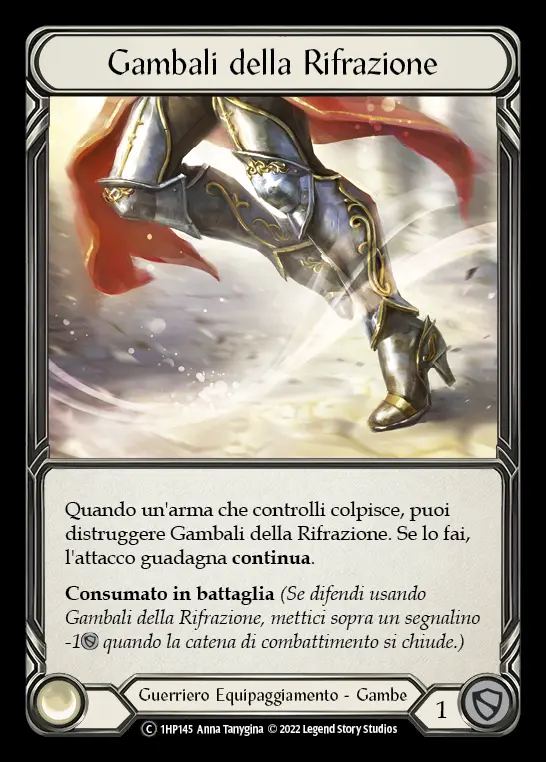 Gambali della Rifrazione
Quando un'arma che controlli colpisce, puoi
distruggere Gambali della Rifrazione. Se lo fai,
l'attacco guadagna continua.
Consumato in battaglia (Se difendi usando
Gambali della Rifrazione, mettici sopra un segnalino
-1 quando la catena di combattimento si chiude.)
Guerriero Equipaggiamento - Gambe
1
C 1HP145 Anna Tanygina © 2022 Legend Story Studios